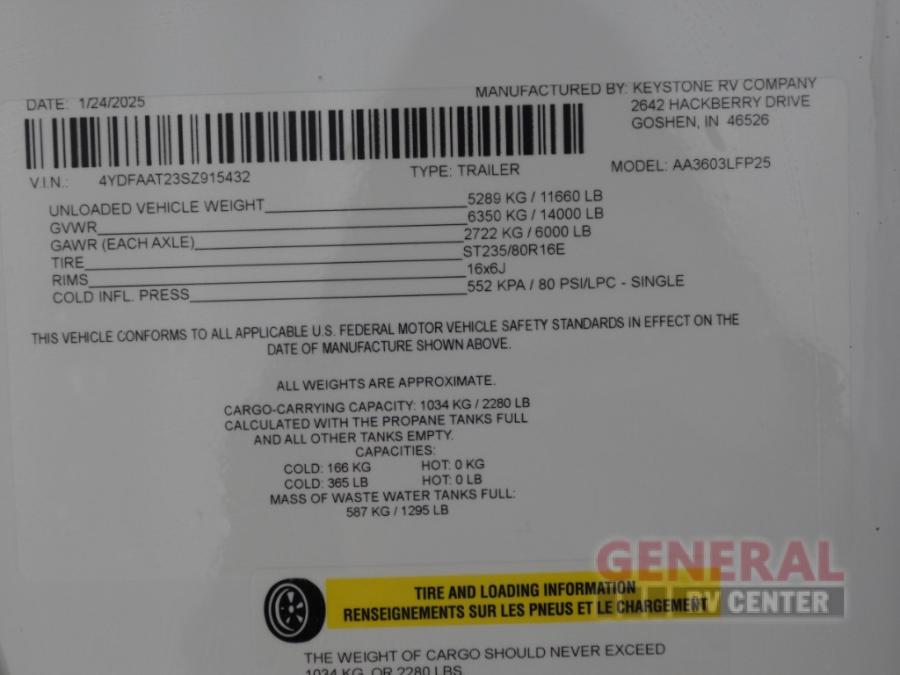 DATE: 1/24/2025
MANUFACTURED BY: KEYSTONE RV COMPANY
2642 HACKBERRY DRIVE
GOSHEN, IN 46526
V.I.N.: 4YDFAAT23SZ915432 TYPE: TRAILER MODEL: AA3603LFP25
UNLOADED VEHICLE WEIGHT 5289 KG / 11660 LB
GVWR 6350 KG / 14000 LB
GAWR (EACH AXLE) 2722 KG / 6000 LB
TIRE ST235/80R16E
RIMS 16x6J
COLD INFL. PRESS 552 KPA / 80 PSI/LPC - SINGLE
THIS VEHICLE CONFORMS TO ALL APPLICABLE U.S. FEDERAL MOTOR VEHICLE SAFETY STANDARDS IN EFFECT ON THE
DATE OF MANUFACTURE SHOWN ABOVE.
ALL WEIGHTS ARE APPROXIMATE.
CARGO-CARRYING CAPACITY: 1034 KG / 2280 LB
CALCULATED WITH THE PROPANE TANKS FULL
AND ALL OTHER TANKS EMPTY.
CAPACITIES:
COLD: 166 KG HOT: 0 KG
COLD: 365 LB HOT: 0 LB
MASS OF WASTE WATER TANKS FULL:
587 KG / 1295 LB
TIRE AND LOADING INFORMATION
RENSEIGNEMENTS SUR LES PNEUS ET LE CHARGEMENT
GENERAL
RV CENTER
THE WEIGHT OF CARGO SHOULD NEVER EXCEED
1034 KG. OR 2280 LBS.